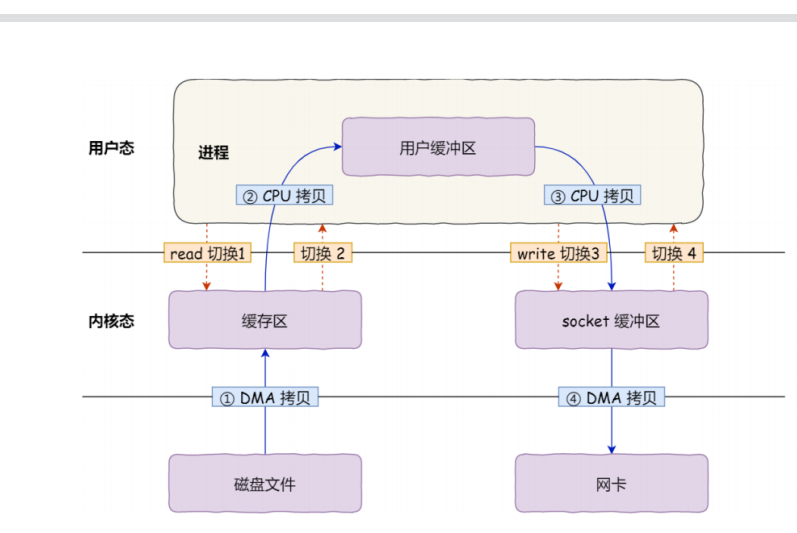 用户态
进程
用户缓冲区
② CPU 拷贝
③ CPU 拷贝
read 切换1
切换 2
write 切换3
切换 4
内核态
缓存区
socket 缓冲区
① DMA 拷贝
④ DMA 拷贝
磁盘文件
网卡